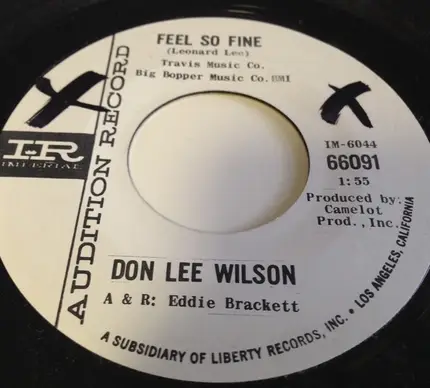 FEEL SO FINE
(Leonard Lee)
Travis Music Co.
Big Bopper Music Co. BMI
AUDITION RECORD
IR
IMPERIAL
IM-6044
66091
1:55
Produced by:
Camelot
Prod., Inc.
DON LEE WILSON
A & R: Eddie Brackett
A SUBSIDIARY OF LIBERTY RECORDS, INC. • LOS ANGELES, CALIFORNIA